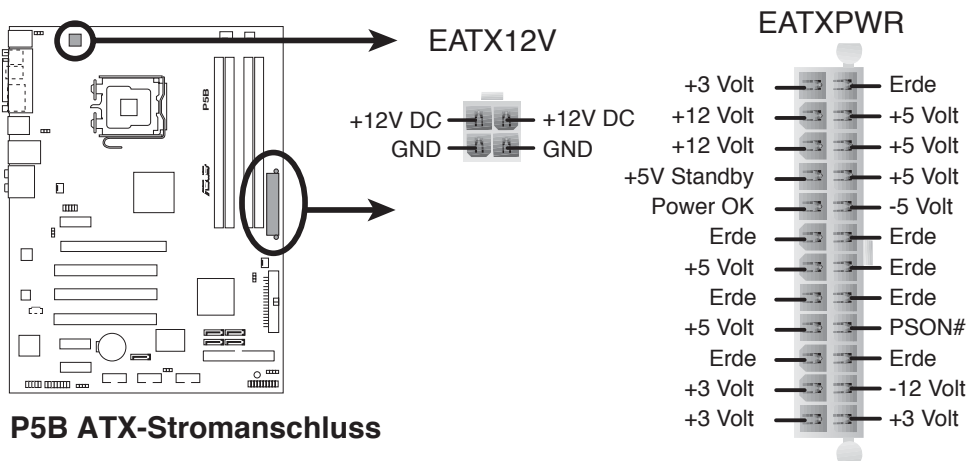 EATX12V
+12V DC +12V DC
GND GND
EATXPWR
+3 Volt Erde
+12 Volt +5 Volt
+12 Volt +5 Volt
+5V Standby +5 Volt
Power OK -5 Volt
Erde Erde
+5 Volt Erde
Erde Erde
+5 Volt PSON#
Erde Erde
+3 Volt -12 Volt
+3 Volt +3 Volt
P5B
ASUS
P5B ATX-Stromanschluss